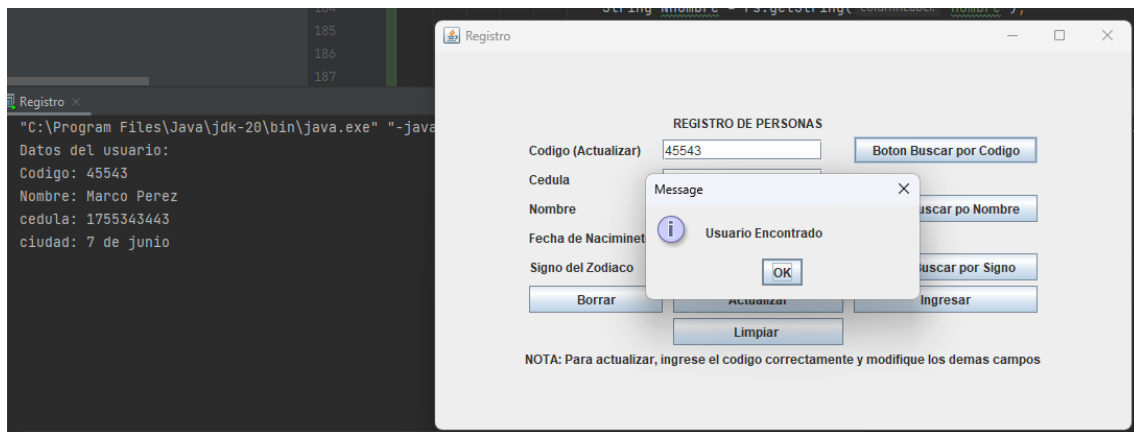 184
String Nnombre = rs.getString( columnLabel: "nombre");
185
186
187
Registro
"C:\Program Files\Java\jdk-20\bin\java.exe" "-java
Datos del usuario:
Codigo: 45543
Nombre: Marco Perez
cedula: 1755343443
ciudad: 7 de junio
Registro
REGISTRO DE PERSONAS
Codigo (Actualizar) 45543 Boton Buscar por Codigo
Cedula
Message
Nombre uscar po Nombre
Usuario Encontrado
Fecha de Naciminet
Signo del Zodiaco uscar por Signo
OK
Borrar Actualizar Ingresar
Limpiar
NOTA: Para actualizar, ingrese el codigo correctamente y modifique los demas campos